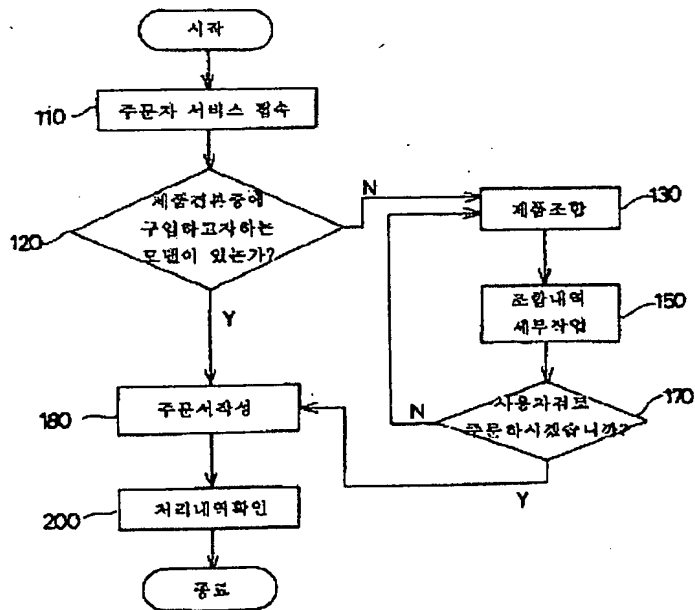 시작
110
주문자 서비스 접속
120
제품견본중에
구입하고자하는
모델이 있는가?
N
Y
제품조합
130
조합내역
세부작업
150
사용자검토
주문하시겠습니까?
170
N
Y
180
주문서작성
200
처리내역확인
종료